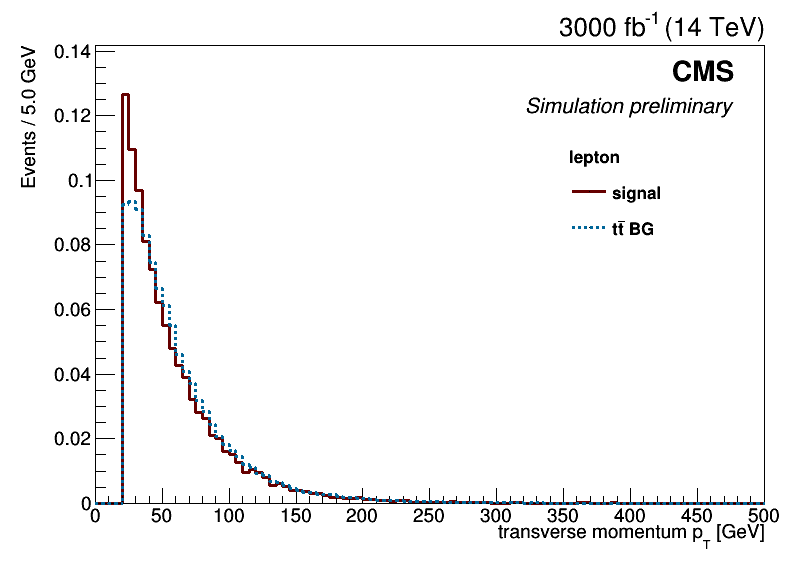 3000 fb⁻¹ (14 TeV)
Events / 5.0 GeV
0.14
0.12
0.1
0.08
0.06
0.04
0.02
0
CMS
Simulation preliminary
lepton
signal
tt̄ BG
0 50 100 150 200 250 300 350 400 450 500
transverse momentum p_T [GeV]